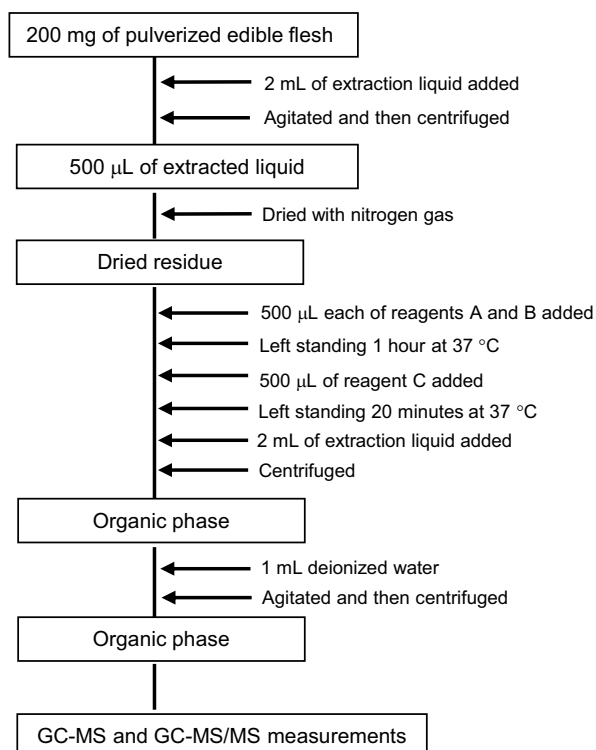 200 mg of pulverized edible flesh
2 mL of extraction liquid added
Agitated and then centrifuged
500 μL of extracted liquid
Dried with nitrogen gas
Dried residue
500 μL each of reagents A and B added
Left standing 1 hour at 37 °C
500 μL of reagent C added
Left standing 20 minutes at 37 °C
2 mL of extraction liquid added
Centrifuged
Organic phase
1 mL deionized water
Agitated and then centrifuged
Organic phase
GC-MS and GC-MS/MS measurements